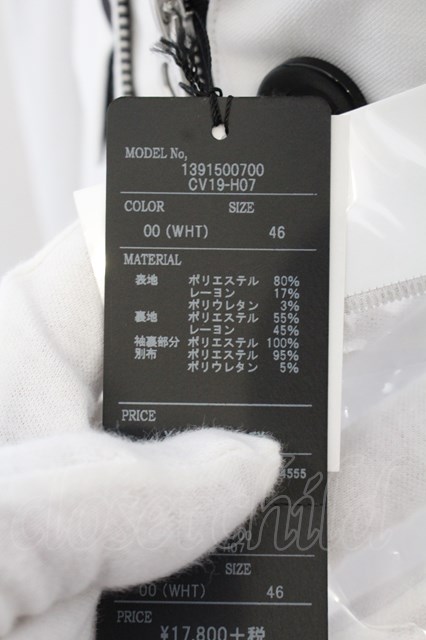 MODEL No,
1391500700
CV19-H07
COLOR SIZE
00 (WHT) 46
MATERIAL
表地 ポリエステル 80%
レーヨン 17%
ポリウレタン 3%
裏地 ポリエステル 55%
レーヨン 45%
袖裏部分 ポリエステル 100%
別布 ポリエステル 95%
ポリウレタン 5%
PRICE
4555
H07
SIZE
00 (WHT) 46
PRICE
¥17,800+税